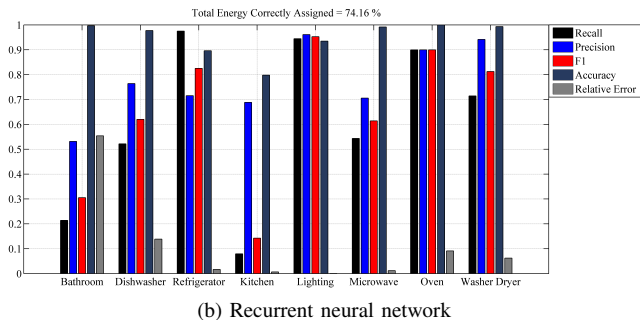 Total Energy Correctly Assigned = 74.16 %
1
0.9
0.8
0.7
0.6
0.5
0.4
0.3
0.2
0.1
0
Bathroom Dishwasher Refrigerator Kitchen Lighting Microwave Oven Washer Dryer
Recall
Precision
F1
Accuracy
Relative Error
(b) Recurrent neural network